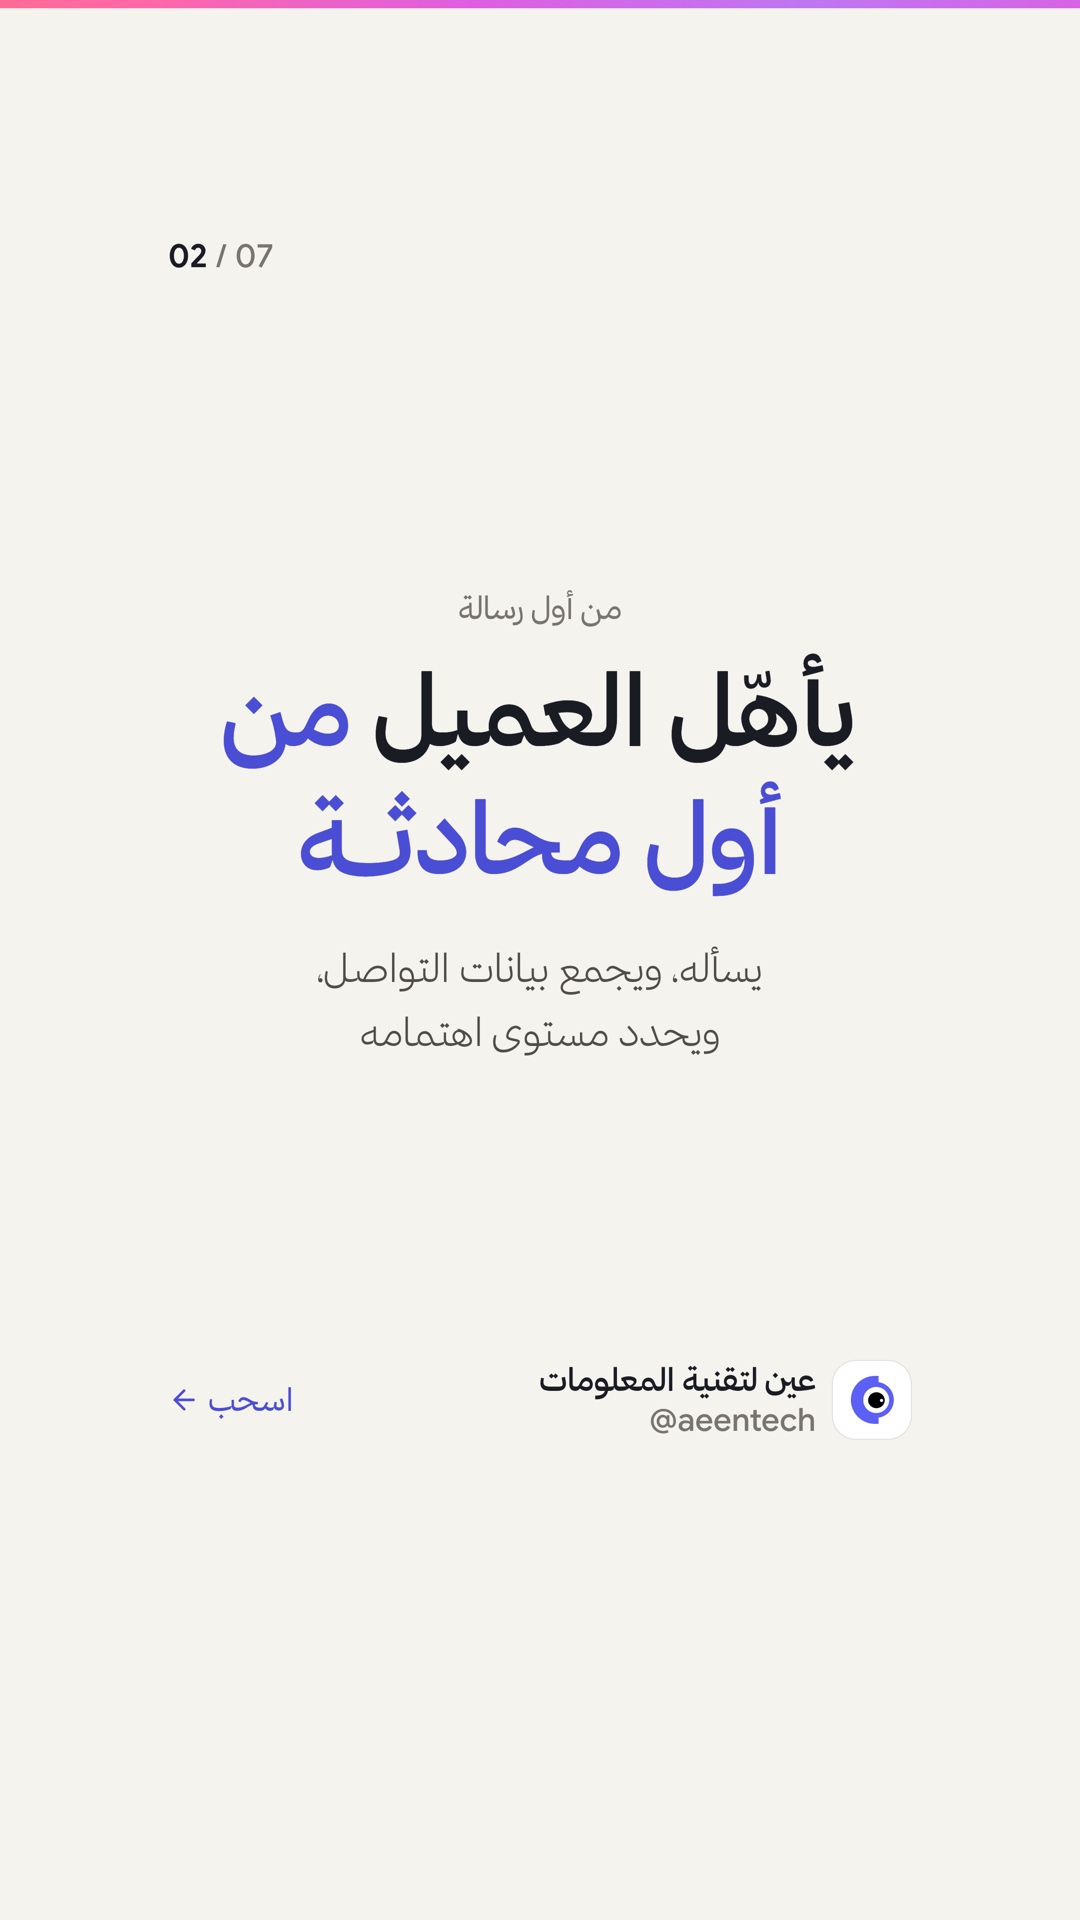 02 / 07
من أول رسالة
يأهّل العميل من
أول محادثـة
يسأله، ويجمع بيانات التواصل،
ويحدد مستوى اهتمامه
عين لتقنية المعلومات
@aeentech
اسحب ←